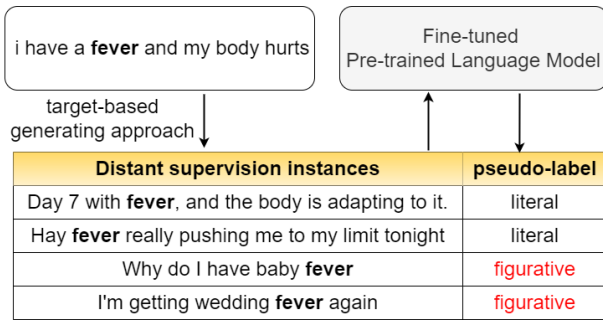 i have a fever and my body hurts
Fine-tuned
Pre-trained Language Model
target-based
generating approach
Distant supervision instances pseudo-label
Day 7 with fever, and the body is adapting to it. literal
Hay fever really pushing me to my limit tonight literal
Why do I have baby fever figurative
I'm getting wedding fever again figurative